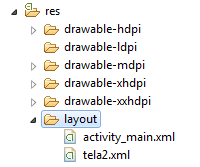 res
drawable-hdpi
drawable-ldpi
drawable-mdpi
drawable-xhdpi
drawable-xxhdpi
layout
activity_main.xml
tela2.xml